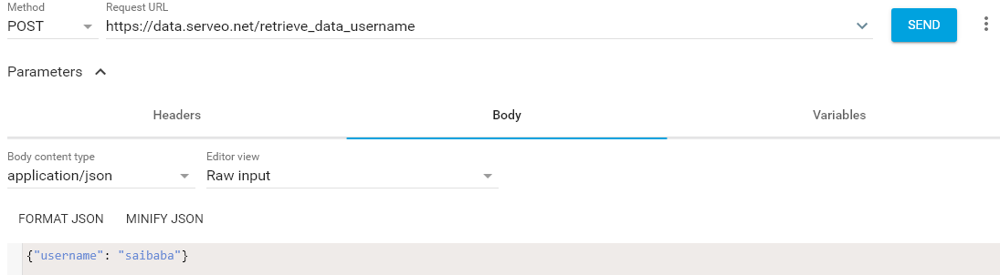 Method
Request URL
POST
https://data.serveo.net/retrieve_data_username
SEND
Parameters
Headers
Body
Variables
Body content type
Editor view
application/json
Raw input
FORMAT JSON
MINIFY JSON
{"username": "saibaba"}